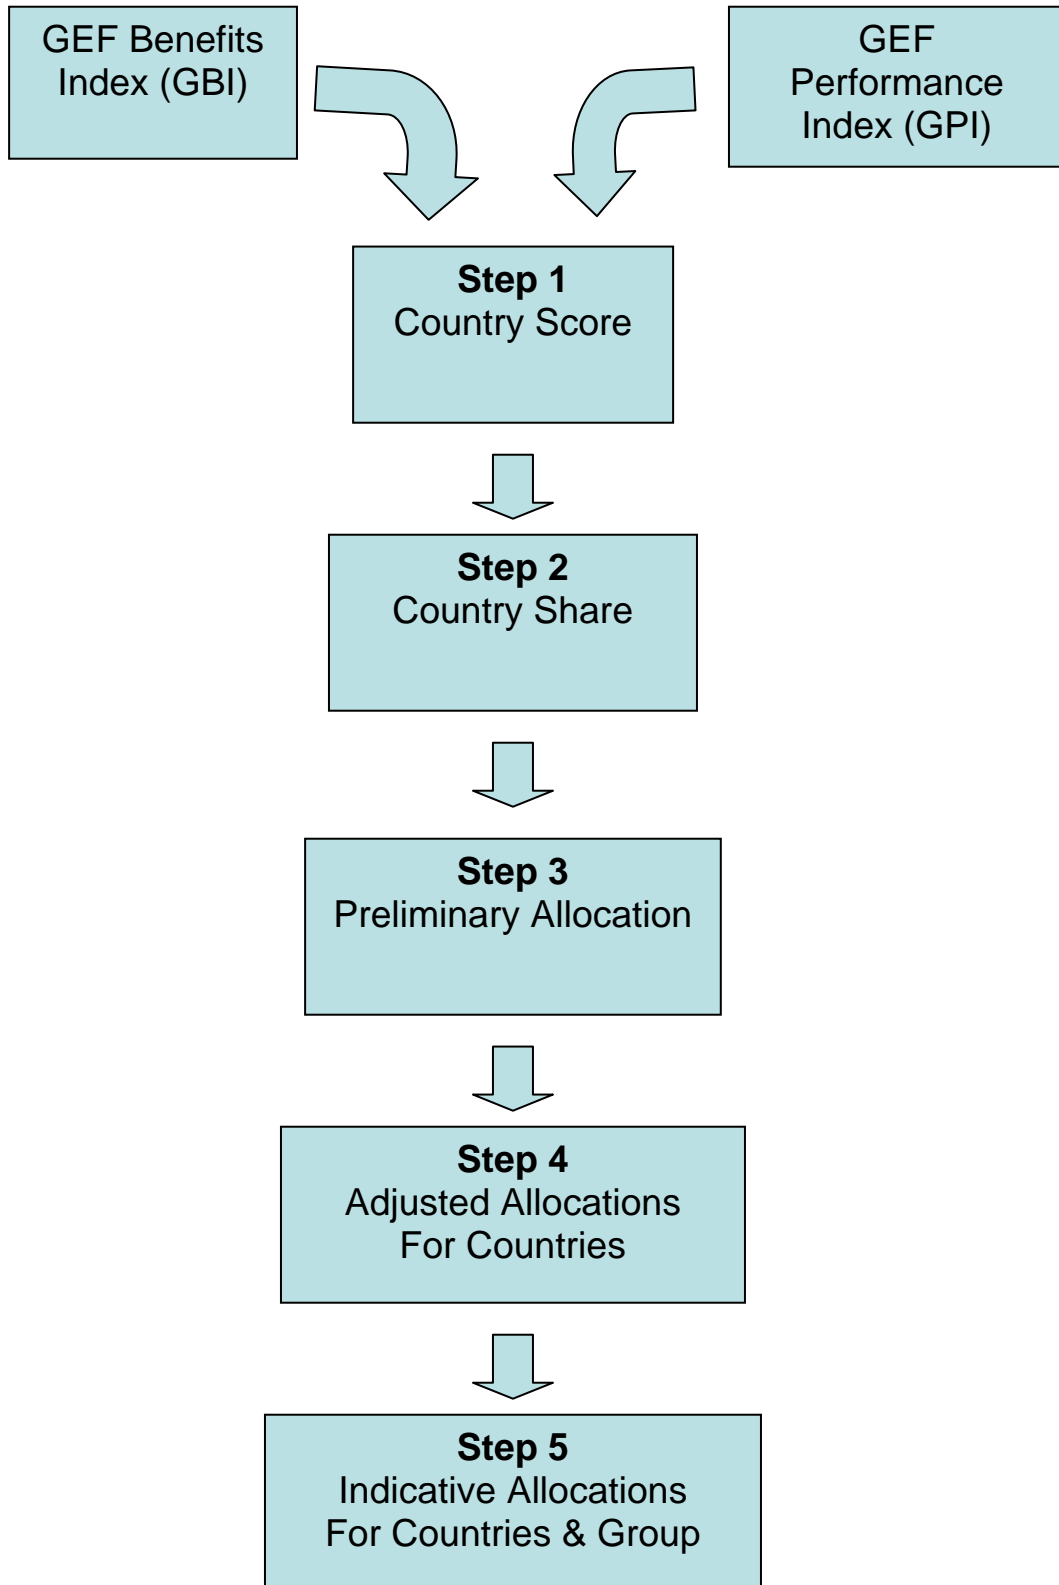 GEF Benefits
Index (GBI)
GEF
Performance
Index (GPI)
Step 1
Country Score
Step 2
Country Share
Step 3
Preliminary Allocation
Step 4
Adjusted Allocations
For Countries
Step 5
Indicative Allocations
For Countries & Group